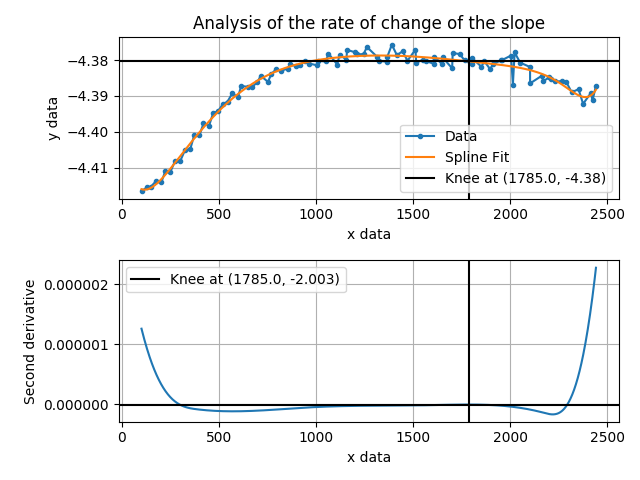 Analysis of the rate of change of the slope
−4.38
−4.39
−4.40
−4.41
y data
Data
Spline Fit
Knee at (1785.0, -4.38)
0
500
1000
1500
2000
2500
x data
Knee at (1785.0, -2.003)
0.000002
0.000001
0.000000
Second derivative
0
500
1000
1500
2000
2500
x data